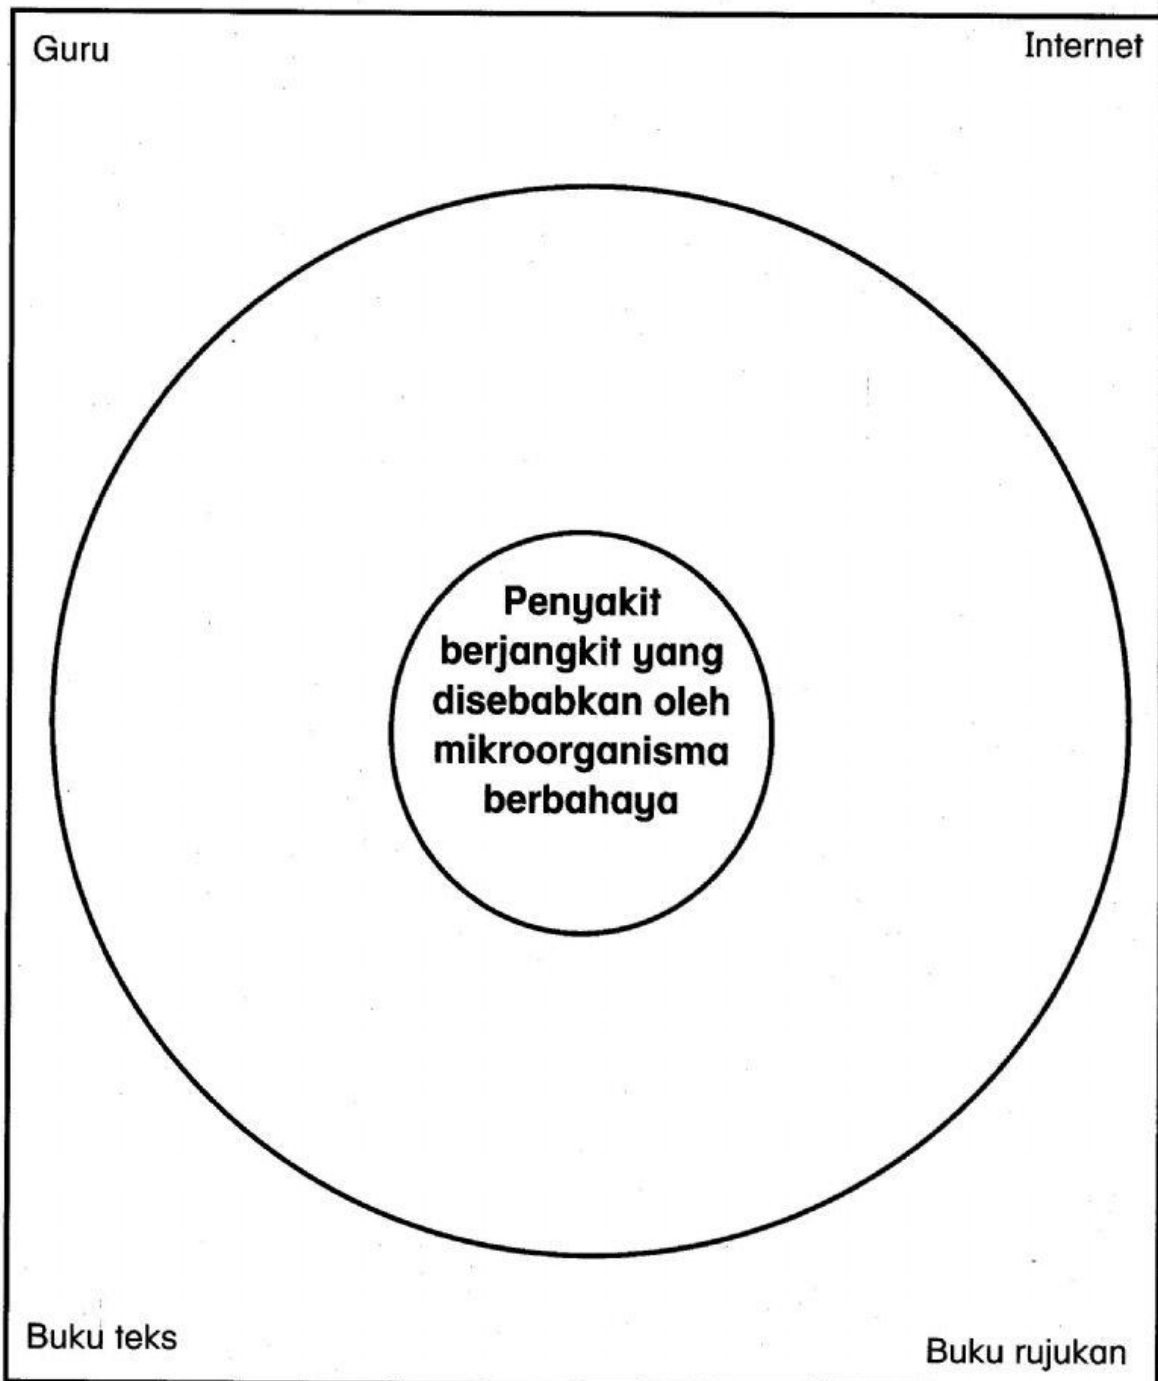 Guru
Internet
Penyakit
berjangkit yang
disebabkan oleh
mikroorganisma
berbahaya
Buku teks
Buku rujukan